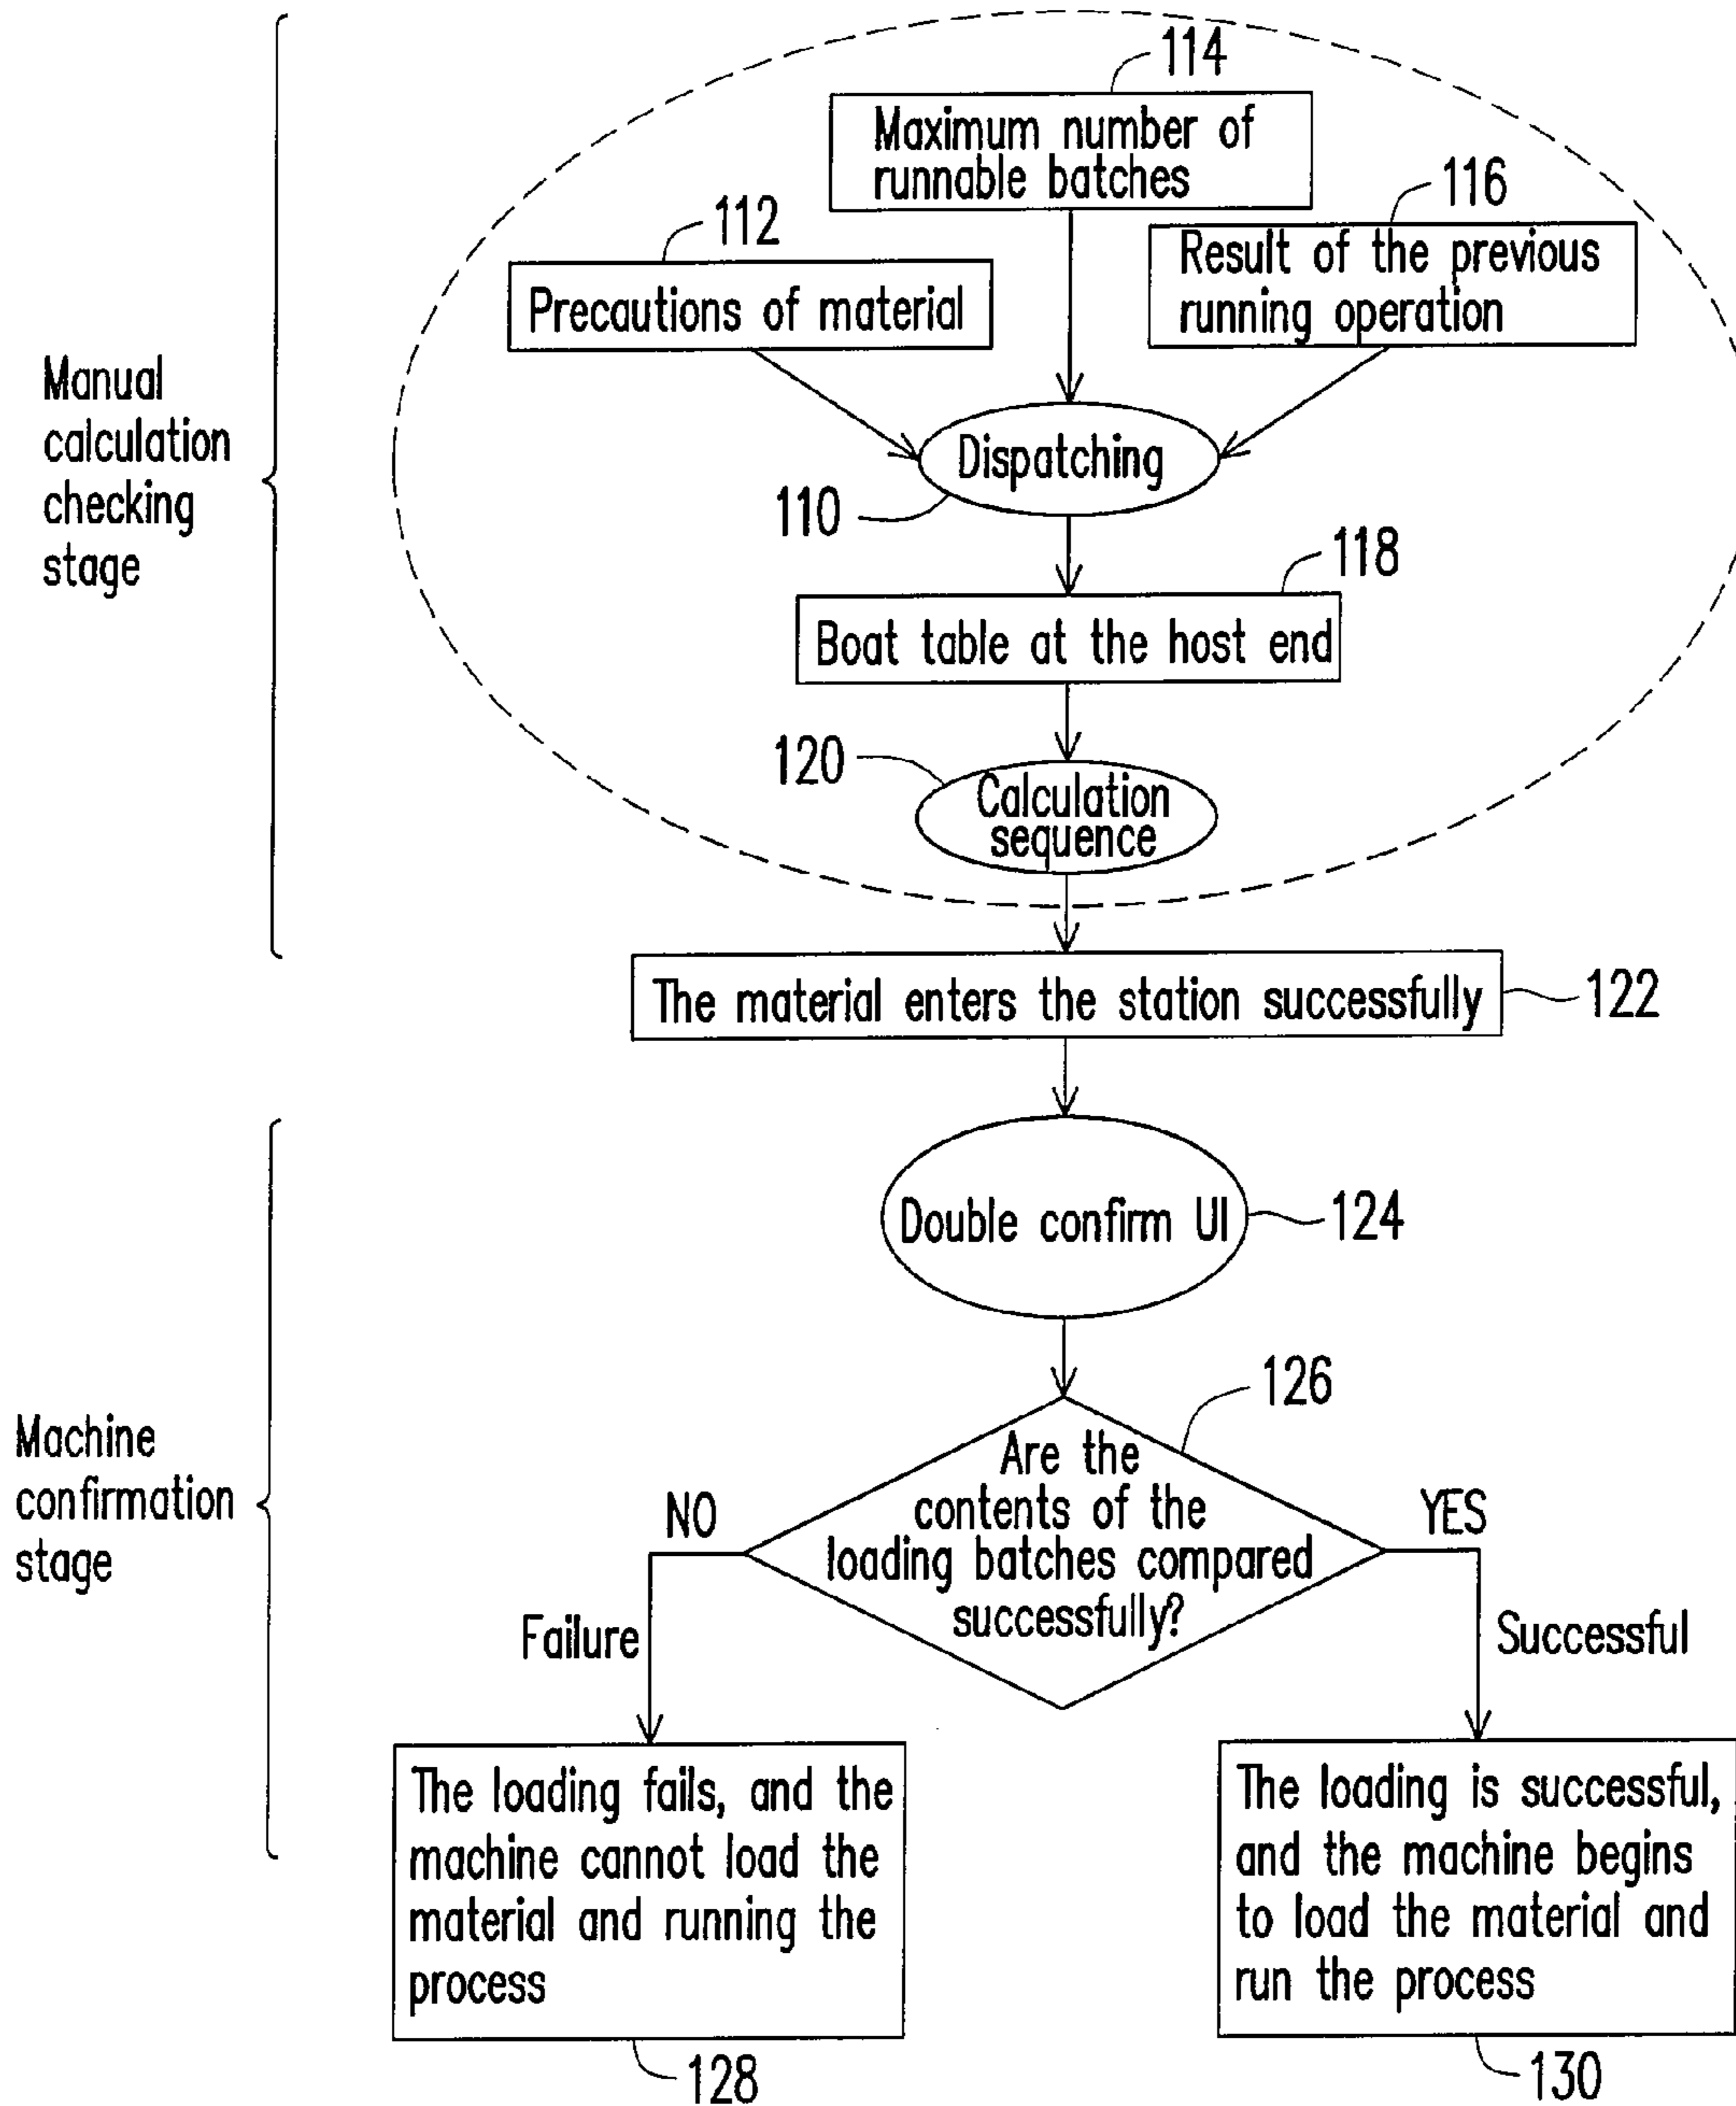 114
Maximum number of
runnable batches
116
112
Result of the previous
running operation
Precautions of material
Manual
calculation
checking
stage
Dispatching
110
118
Boat table at the host end
120
Calculation
sequence
The material enters the station successfully
122
Double confirm UI
124
126
Machine
confirmation
stage
Are the
contents of the
loading batches compared
successfully?
NO
YES
Failure
Successful
The loading fails, and the
machine cannot load the
material and running the
process
The loading is successful,
and the machine begins
to load the material and
run the process
128
130